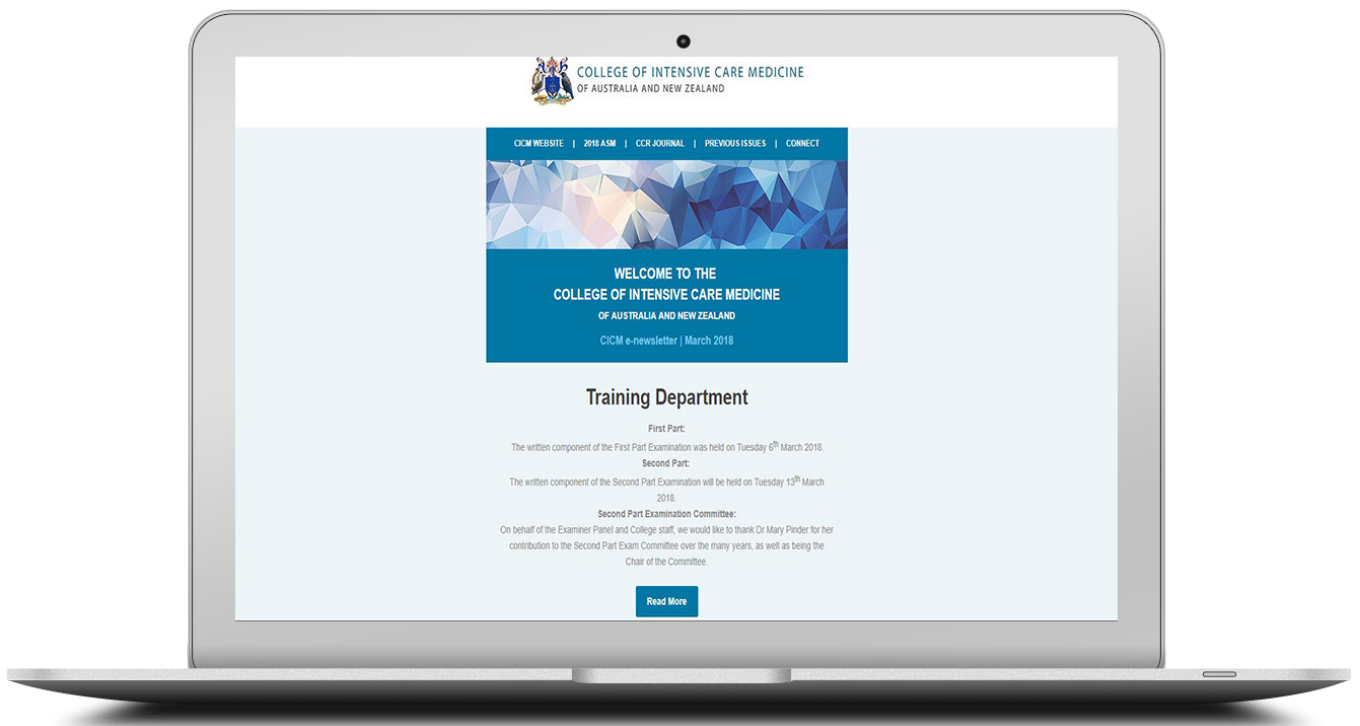 COLLEGE OF INTENSIVE CARE MEDICINE
OF AUSTRALIA AND NEW ZEALAND
CICM WEBSITE | 2018 ASM | CCR JOURNAL | PREVIOUS ISSUES | CONNECT
WELCOME TO THE
COLLEGE OF INTENSIVE CARE MEDICINE
OF AUSTRALIA AND NEW ZEALAND
CICM e-newsletter | March 2018
Training Department
First Part:
The written component of the First Part Examination was held on Tuesday 6th March 2018.
Second Part:
The written component of the Second Part Examination will be held on Tuesday 13th March
2018.
Second Part Examination Committee:
On behalf of the Examiner Panel and College staff, we would like to thank Dr Mary Pinder for her
contribution to the Second Part Exam Committee over the many years, as well as being the
Chair of the Committee.
Read More